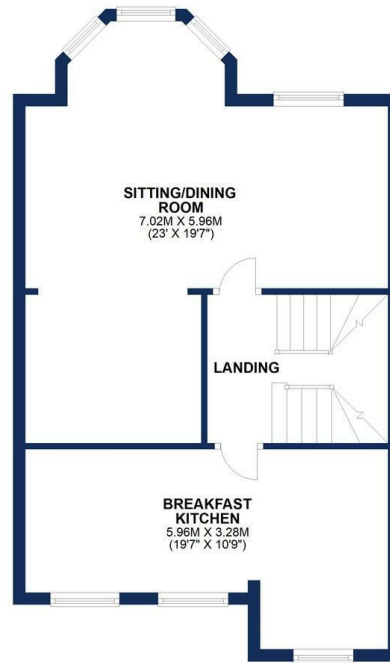 SITTING/DINING
ROOM
7.02M X 5.96M
(23' X 19'7")
LANDING
BREAKFAST
KITCHEN
5.96M X 3.28M
(19'7" X 10'9")